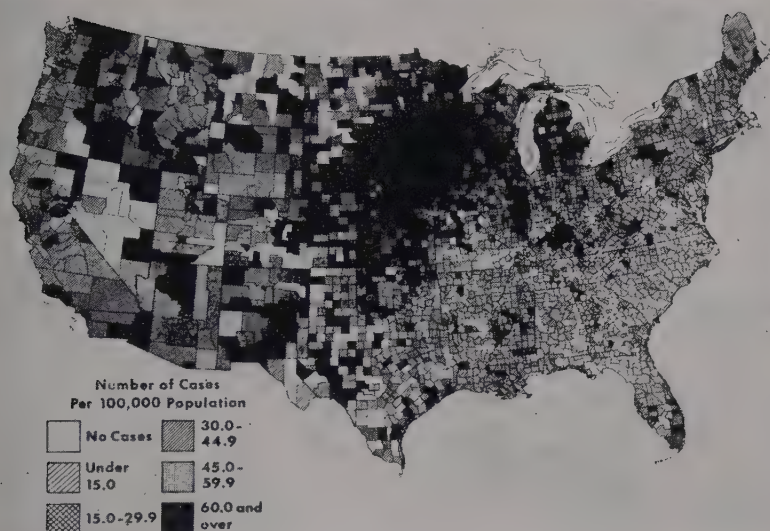 Number of Cases
Per 100,000 Population
No Cases
Under
15.0
15.0-29.9
30.0-
44.9
45.0-
59.9
60.0 and
over